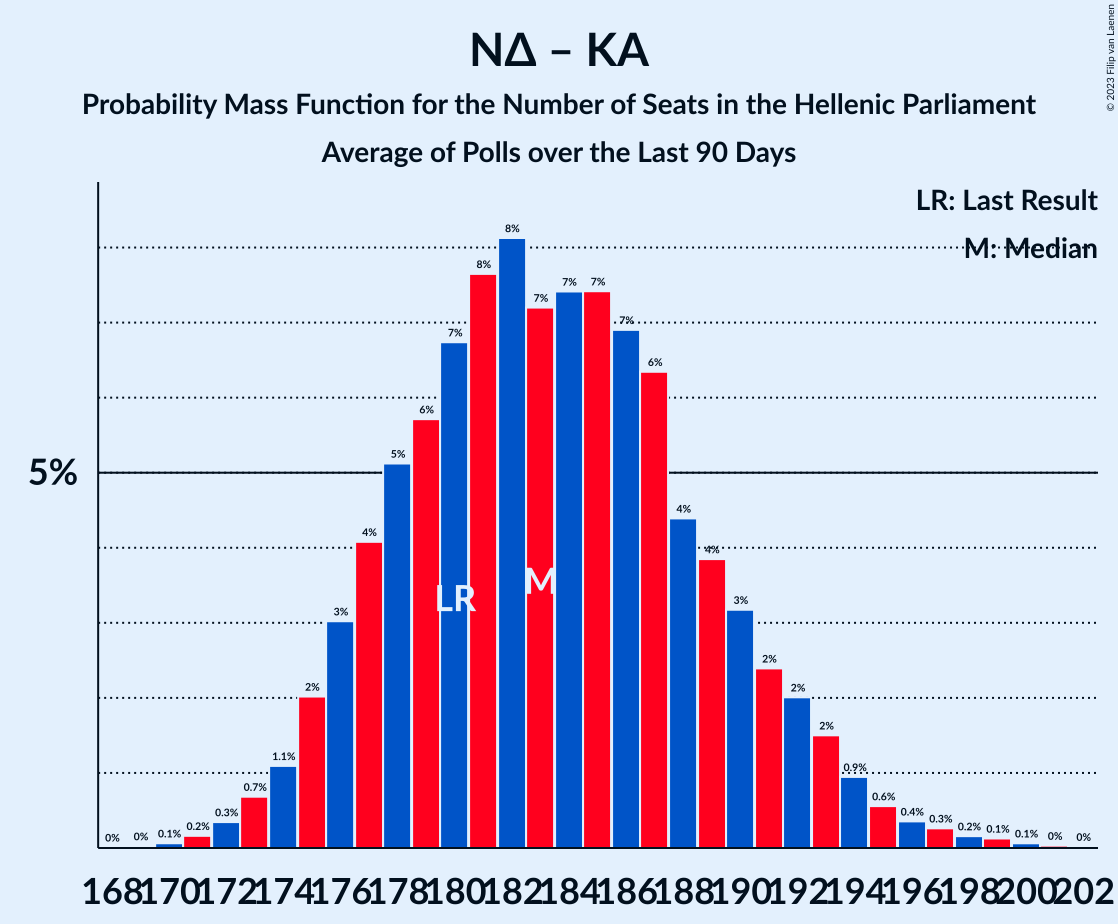 NΔ – ΚΑ
Probability Mass Function for the Number of Seats in the Hellenic Parliament
Average of Polls over the Last 90 Days
© 2023 Filip van Laenen
LR: Last Result
M: Median
5%
0% 0% 0.1% 0.2% 0.3% 0.7% 1.1% 2% 3% 4% 5% 6% 7% 8% 8% 7% 7% 7% 7% 6% 4% 4% 3% 2% 2% 2% 0.9% 0.6% 0.4% 0.3% 0.2% 0.1% 0.1% 0% 0%
LR M
168 170 172 174 176 178 180 182 184 186 188 190 192 194 196 198 200 202